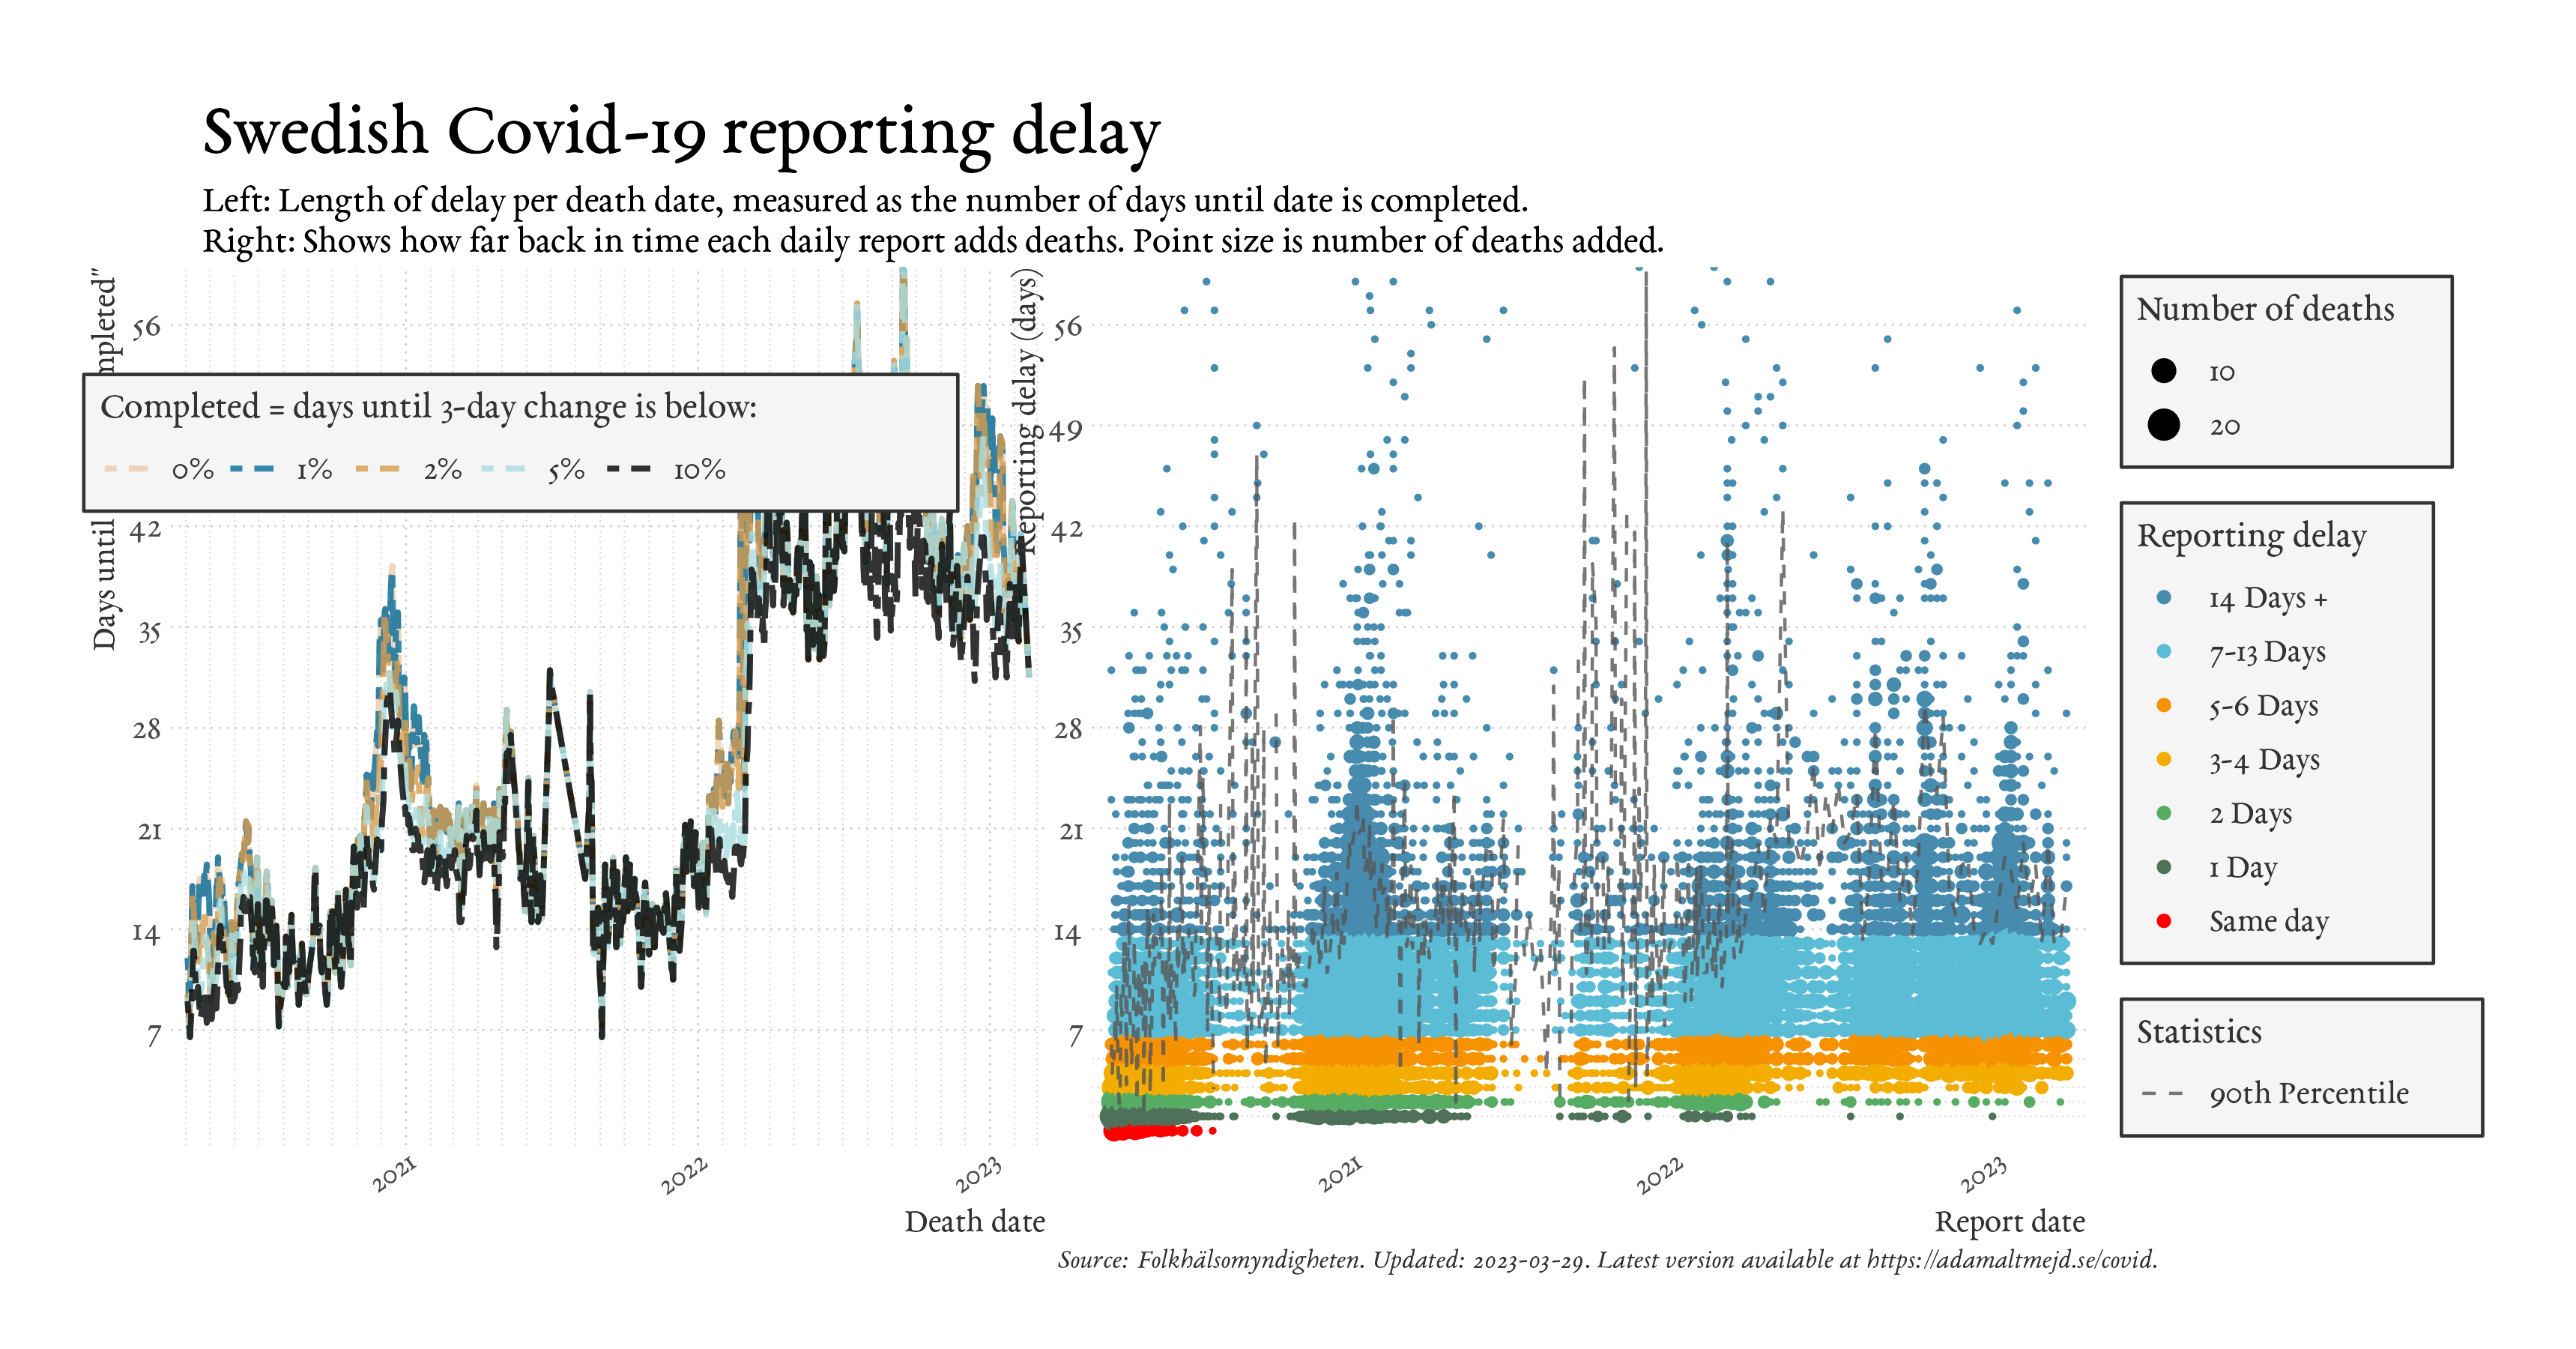 Swedish Covid-19 reporting delay
Left: Length of delay per death date, measured as the number of days until date is completed.
Right: Shows how far back in time each daily report adds deaths. Point size is number of deaths added.
Days until
56
42
35
28
21
14
7
Completed = days until 3-day change is below:
0%
1%
2%
5%
10%
2021
2022
2023
Death date
Reporting delay (days)
56
49
42
35
28
21
14
7
2021
2022
2023
Report date
Number of deaths
10
20
Reporting delay
14 Days +
7-13 Days
5-6 Days
3-4 Days
2 Days
1 Day
Same day
Statistics
90th Percentile
Source: Folkhälsomyndigheten. Updated: 2023-03-29. Latest version available at https://adamaltmejd.se/covid.